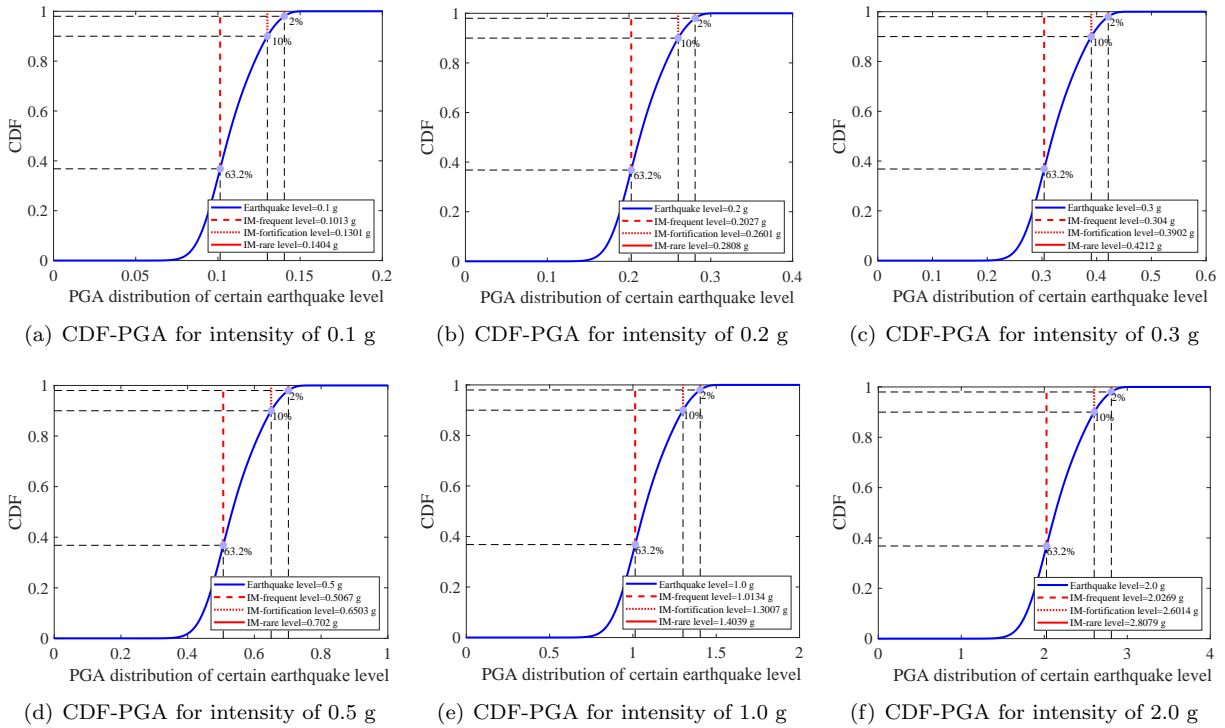 1
0.8
0.6
0.4
0.2
0
CDF
2%
10%
63.2%
Earthquake level=0.1 g
IM-frequent level=0.1013 g
IM-fortification level=0.1301 g
IM-rare level=0.1404 g
0 0.05 0.1 0.15 0.2
PGA distribution of certain earthquake level
(a) CDF-PGA for intensity of 0.1 g
1
0.8
0.6
0.4
0.2
0
CDF
2%
10%
63.2%
Earthquake level=0.2 g
IM-frequent level=0.2027 g
IM-fortification level=0.2601 g
IM-rare level=0.2808 g
0 0.1 0.2 0.3 0.4
PGA distribution of certain earthquake level
(b) CDF-PGA for intensity of 0.2 g
1
0.8
0.6
0.4
0.2
0
CDF
2%
10%
63.2%
Earthquake level=0.3 g
IM-frequent level=0.304 g
IM-fortification level=0.3902 g
IM-rare level=0.4212 g
0 0.1 0.2 0.3 0.4 0.5 0.6
PGA distribution of certain earthquake level
(c) CDF-PGA for intensity of 0.3 g
1
0.8
0.6
0.4
0.2
0
CDF
2%
10%
63.2%
Earthquake level=0.5 g
IM-frequent level=0.5067 g
IM-fortification level=0.6503 g
IM-rare level=0.702 g
0 0.2 0.4 0.6 0.8 1
PGA distribution of certain earthquake level
(d) CDF-PGA for intensity of 0.5 g
1
0.8
0.6
0.4
0.2
0
CDF
2%
10%
63.2%
Earthquake level=1.0 g
IM-frequent level=1.0134 g
IM-fortification level=1.3007 g
IM-rare level=1.4039 g
0 0.5 1 1.5 2
PGA distribution of certain earthquake level
(e) CDF-PGA for intensity of 1.0 g
1
0.8
0.6
0.4
0.2
0
CDF
2%
10%
63.2%
Earthquake level=2.0 g
IM-frequent level=2.0269 g
IM-fortification level=2.6014 g
IM-rare level=2.8079 g
0 1 2 3 4
PGA distribution of certain earthquake level
(f) CDF-PGA for intensity of 2.0 g